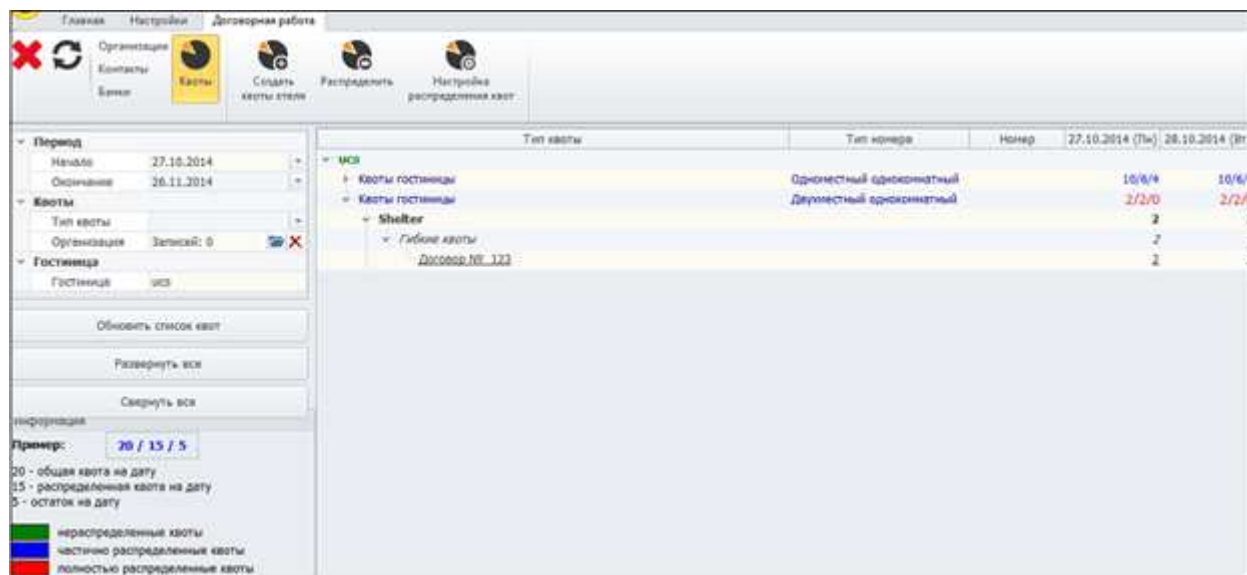 Главная Настройки Договорная работа
Организации
Контакты
Банки
Квоты
Создать квоты отеля
Распределить
Настройка распределения квот
Период
Начало 27.10.2014
Окончание 26.11.2014
Квоты
Тип квоты
Организация Записей: 0
Гостиница
Гостиница ucs
Обновить список квот
Развернуть все
Свернуть все
информация
Пример: 20 / 15 / 5
20 - общая квота на дату
15 - распределенная квота на дату
5 - остаток на дату
нераспределенные квоты
частично распределенные квоты
полностью распределенные квоты
Тип квоты Тип номера Номер 27.10.2014 (Пн) 28.10.2014 (Вт
ucs
Квоты гостиницы Одноместный однокомнатный 10/6/4 10/6/
Квоты гостиницы Двухместный однокомнатный 2/2/0 2/2/
Shelter 2
Гибкие квоты 2
Договор № 123 2